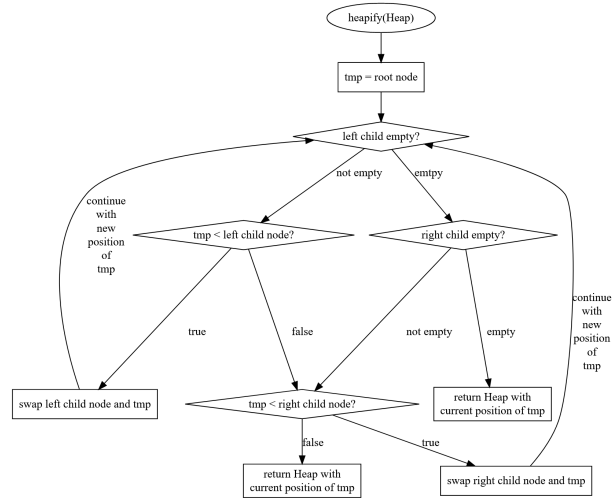 heapify(Heap)
tmp = root node
left child empty?
not empty
emtpy
continue
with
new
position
of
tmp
tmp < left child node?
right child empty?
continue
with
new
position
of
tmp
true
false
not empty
empty
swap left child node and tmp
tmp < right child node?
return Heap with
current position of tmp
false
true
return Heap with
current position of tmp
swap right child node and tmp